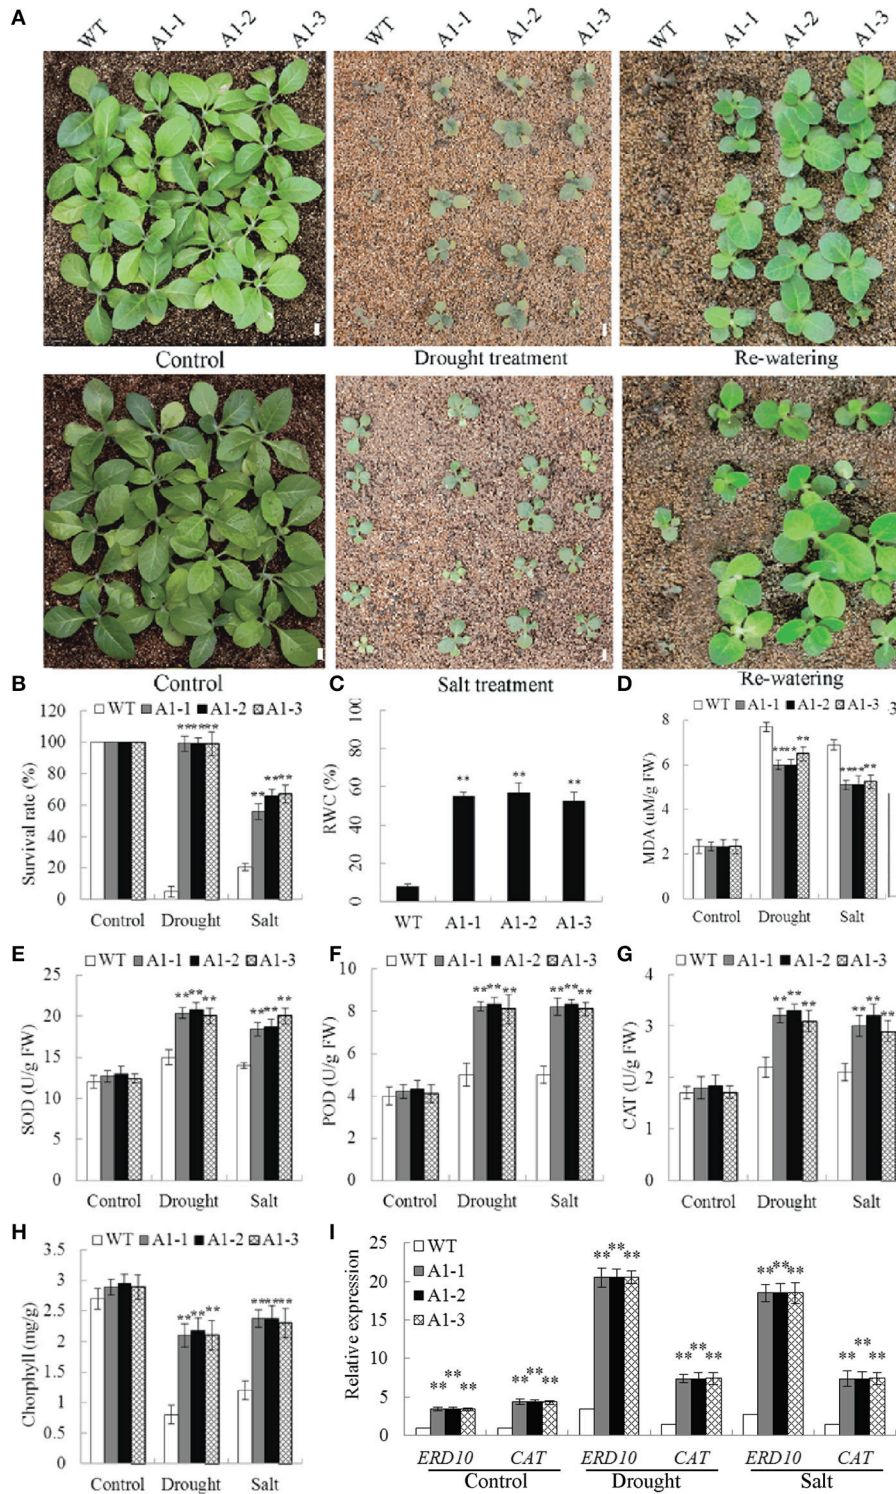 A
WT A1-1 A1-2 A1-3 WT A1-1 A1-2 A1-3 WT A1-1 A1-2 A1-3
Control Drought treatment Re-watering
Control Salt treatment Re-watering
B
WT A1-1 A1-2 A1-3
Survival rate (%)
120
100
80
60
40
20
0
** ** ** ** ** **
Control Drought Salt
C
RWC (%)
100
80
60
40
20
0
** ** **
WT A1-1 A1-2 A1-3
D
WT A1-1 A1-2 A1-3
MDA (uM/g FW)
8
6
4
2
0
** ** ** ** ** **
Control Drought Salt
E
WT A1-1 A1-2 A1-3
SOD (U/g FW)
25
20
15
10
5
0
** ** ** ** ** **
Control Drought Salt
F
WT A1-1 A1-2 A1-3
POD (U/g FW)
10
8
6
4
2
0
** ** ** ** ** **
Control Drought Salt
G
WT A1-1 A1-2 A1-3
CAT (U/g FW)
4
3
2
1
0
** ** ** ** ** **
Control Drought Salt
H
WT A1-1 A1-2 A1-3
Chorphyll (mg/g)
3.5
3
2.5
2
1.5
1
0.5
0
** ** ** ** ** **
Control Drought Salt
I
WT
A1-1
A1-2
A1-3
Relative expression
25
20
15
10
5
0
** ** ** ** ** ** ** ** ** ** ** ** ** ** ** ** ** **
ERD10 CAT ERD10 CAT ERD10 CAT
Control Drought Salt